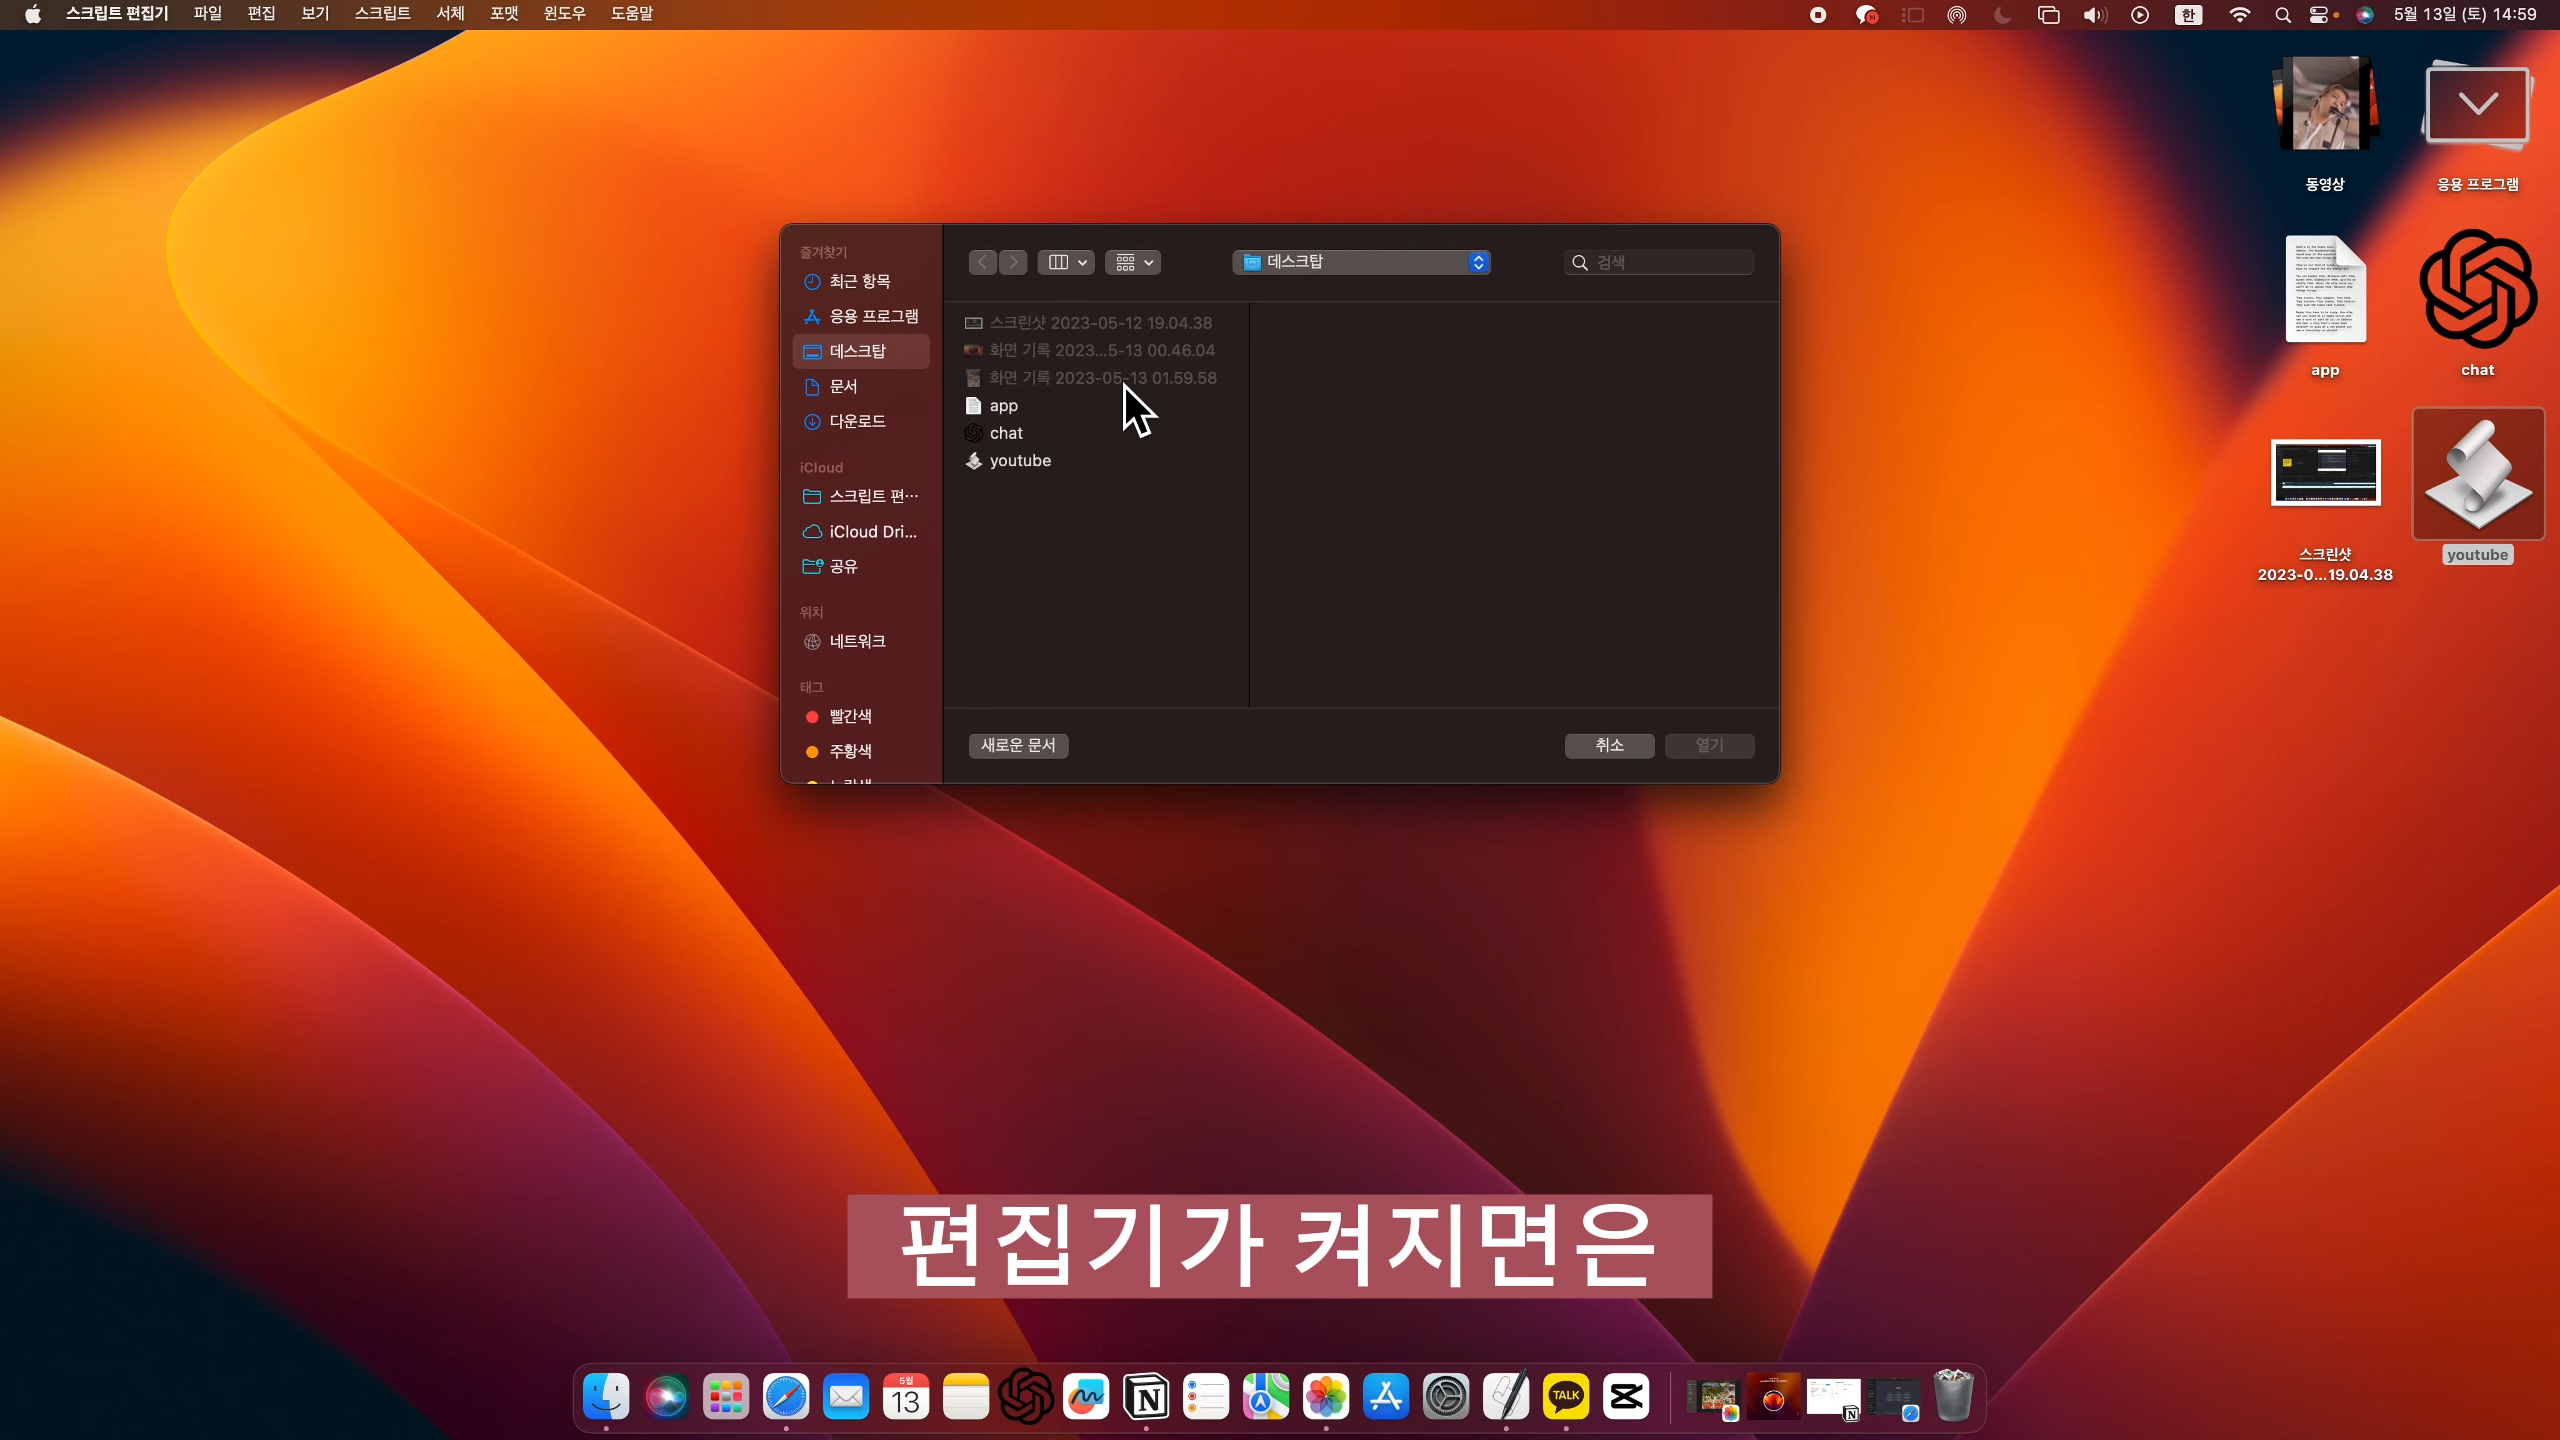 스크립트 편집기 파일 편집 보기 스크립트 서체 포맷 윈도우 도움말
한 5월 13일 (토) 14:59
동영상 응용 프로그램
app chat
스크린샷
2023-0...19.04.38
youtube
즐겨찾기
최근 항목
응용 프로그램
데스크탑
문서
다운로드
iCloud
스크립트 편…
iCloud Dri...
공유
위치
네트워크
태그
빨간색
주황색
데스크탑
검색
스크린샷 2023-05-12 19.04.38
화면 기록 2023...5-13 00.46.04
화면 기록 2023-05-13 01.59.58
app
chat
youtube
새로운 문서
취소 열기
편집기가 켜지면은
5월
13
TALK